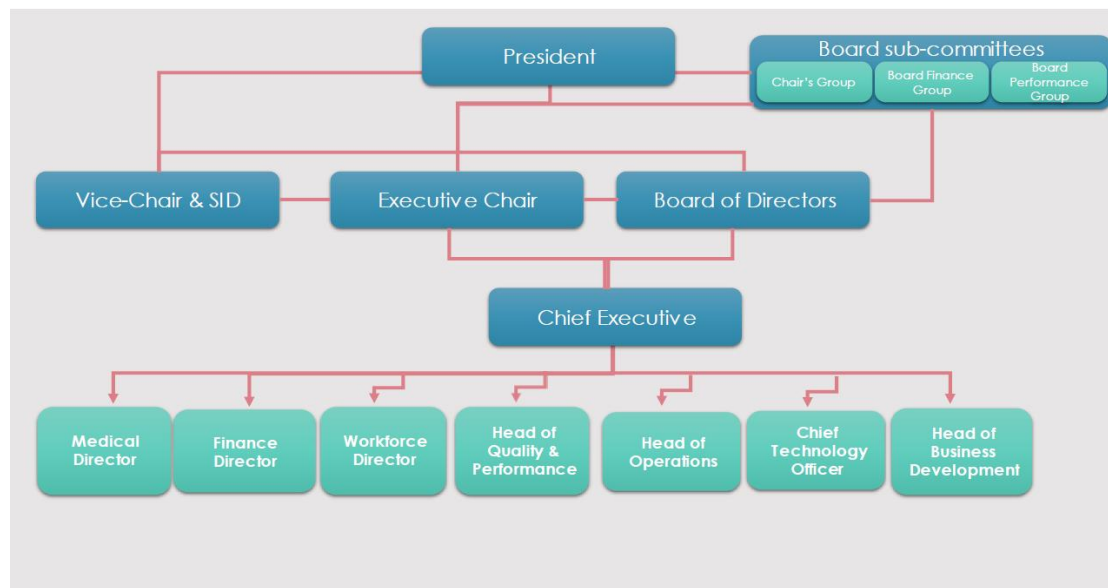 President
Board sub-committees
Chair's Group
Board Finance
Group
Board
Performance
Group
Vice-Chair & SID
Executive Chair
Board of Directors
Chief Executive
Medical
Director
Finance
Director
Workforce
Director
Head of
Quality &
Performance
Head of
Operations
Chief
Technology
Officer
Head of
Business
Development